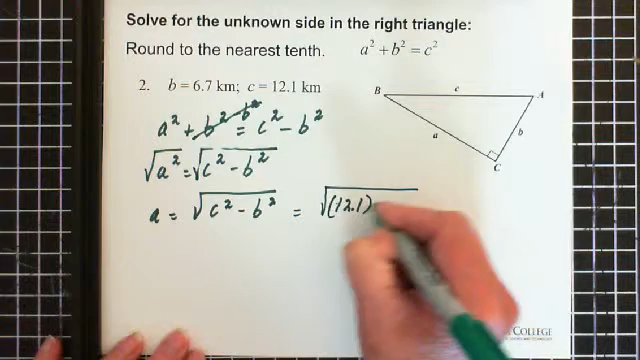 Solve for the unknown side in the right triangle:
Round to the nearest tenth. a² + b² = c²
2. b = 6.7 km; c = 12.1 km
B c A
a b
C
a² + b² - b² = c² - b²
√a² = √c² - b²
a = √c² - b² = √(12.1)
COLLEGE